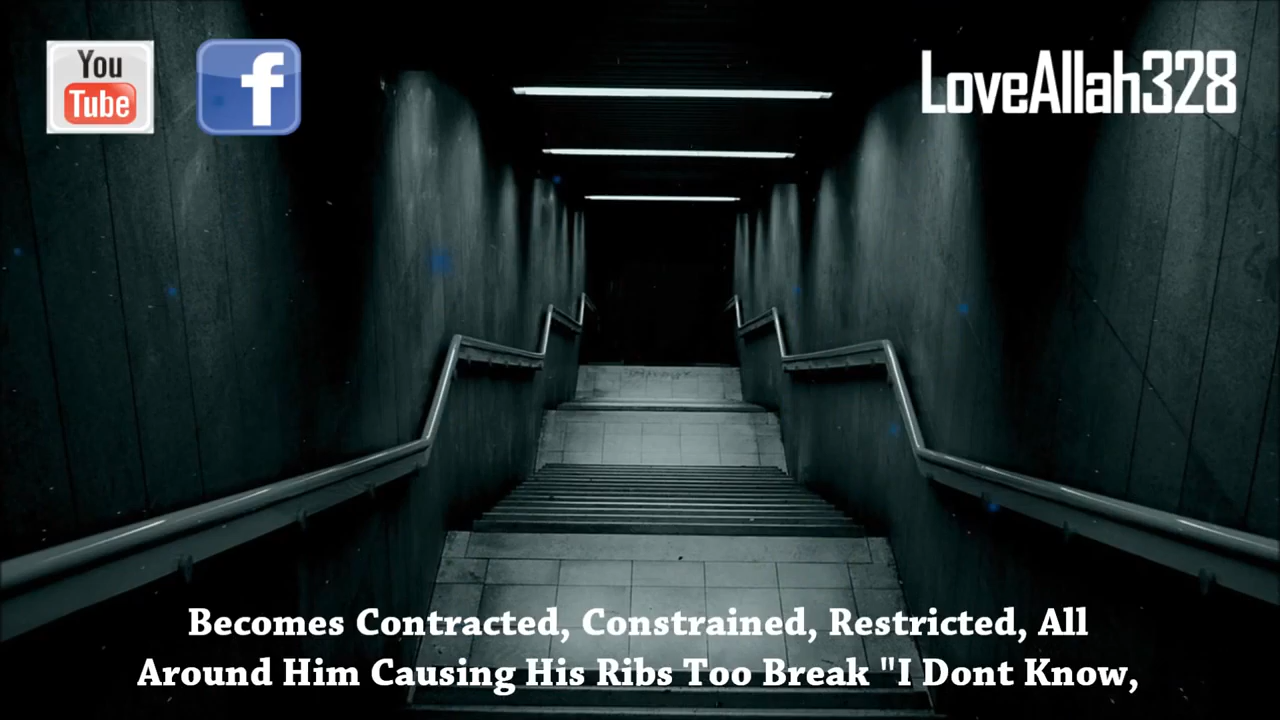 You
Tube
f
LoveAllah328
Becomes Contracted, Constrained, Restricted, All
Around Him Causing His Ribs Too Break "I Dont Know,